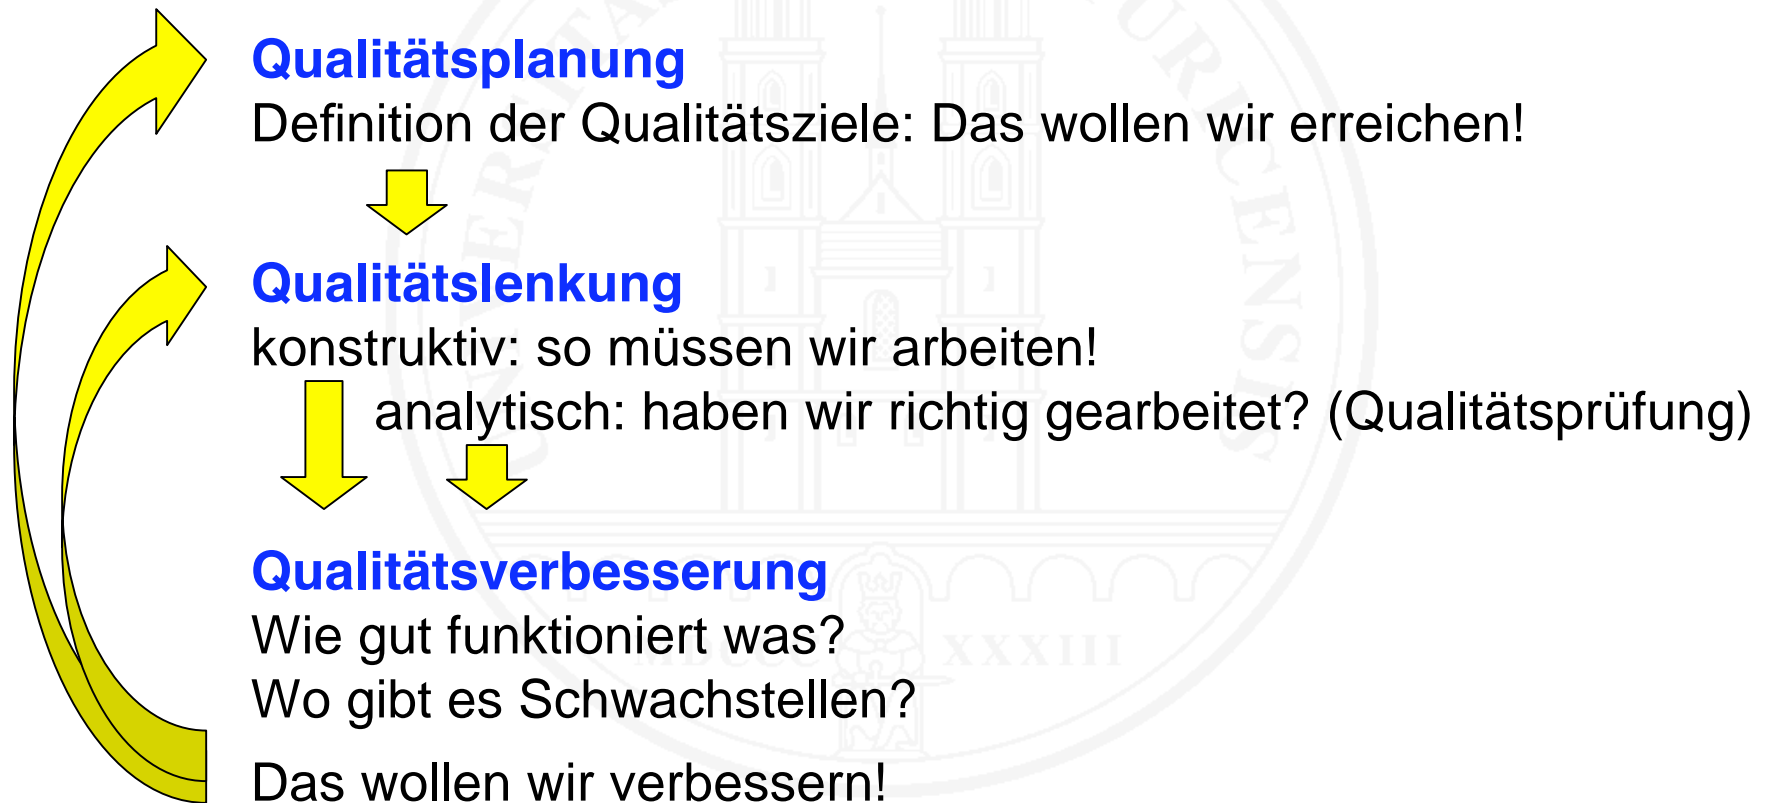 Qualitätsplanung
Definition der Qualitätsziele: Das wollen wir erreichen!
Qualitätslenkung
konstruktiv: so müssen wir arbeiten!
analytisch: haben wir richtig gearbeitet? (Qualitätsprüfung)
Qualitätsverbesserung
Wie gut funktioniert was?
Wo gibt es Schwachstellen?
Das wollen wir verbessern!